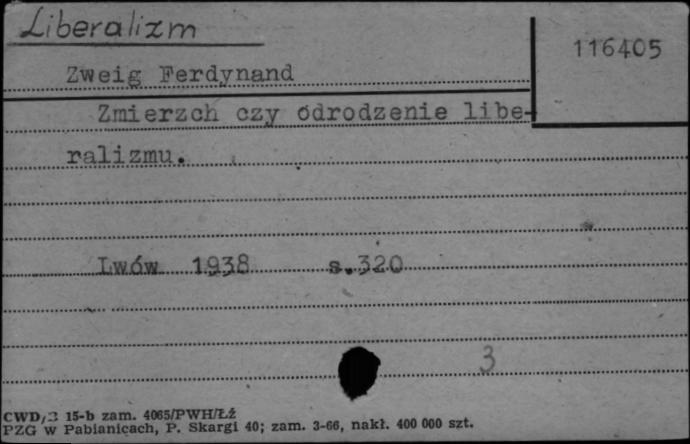 Liberalizm
116405
Zweig Ferdynand
Zmierzch czy odrodzenie libe-
ralizmu.
Lwów 1938 s.320
3
CWD/3 15-b zam. 4065/PWH/Łż
PZG w Pabianicach, P. Skargi 40; zam. 3-66, nakł. 400 000 szt.